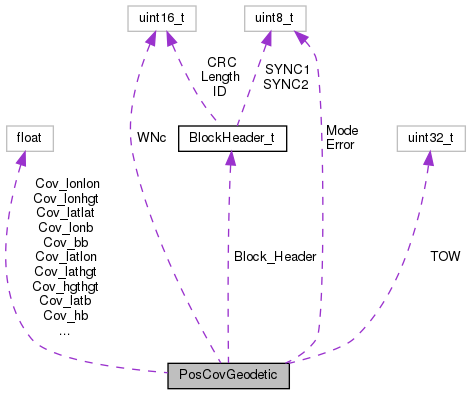 uint16_t
uint8_t
CRC
Length
ID
SYNC1
SYNC2
float
WNc
BlockHeader_t
Mode
Error
uint32_t
Cov_lonlon
Cov_lonhgt
Cov_latlat
Cov_lonb
Cov_bb
Cov_latlon
Cov_lathgt
Cov_hgthgt
Cov_latb
Cov_hb
...
Block_Header
TOW
PosCovGeodetic